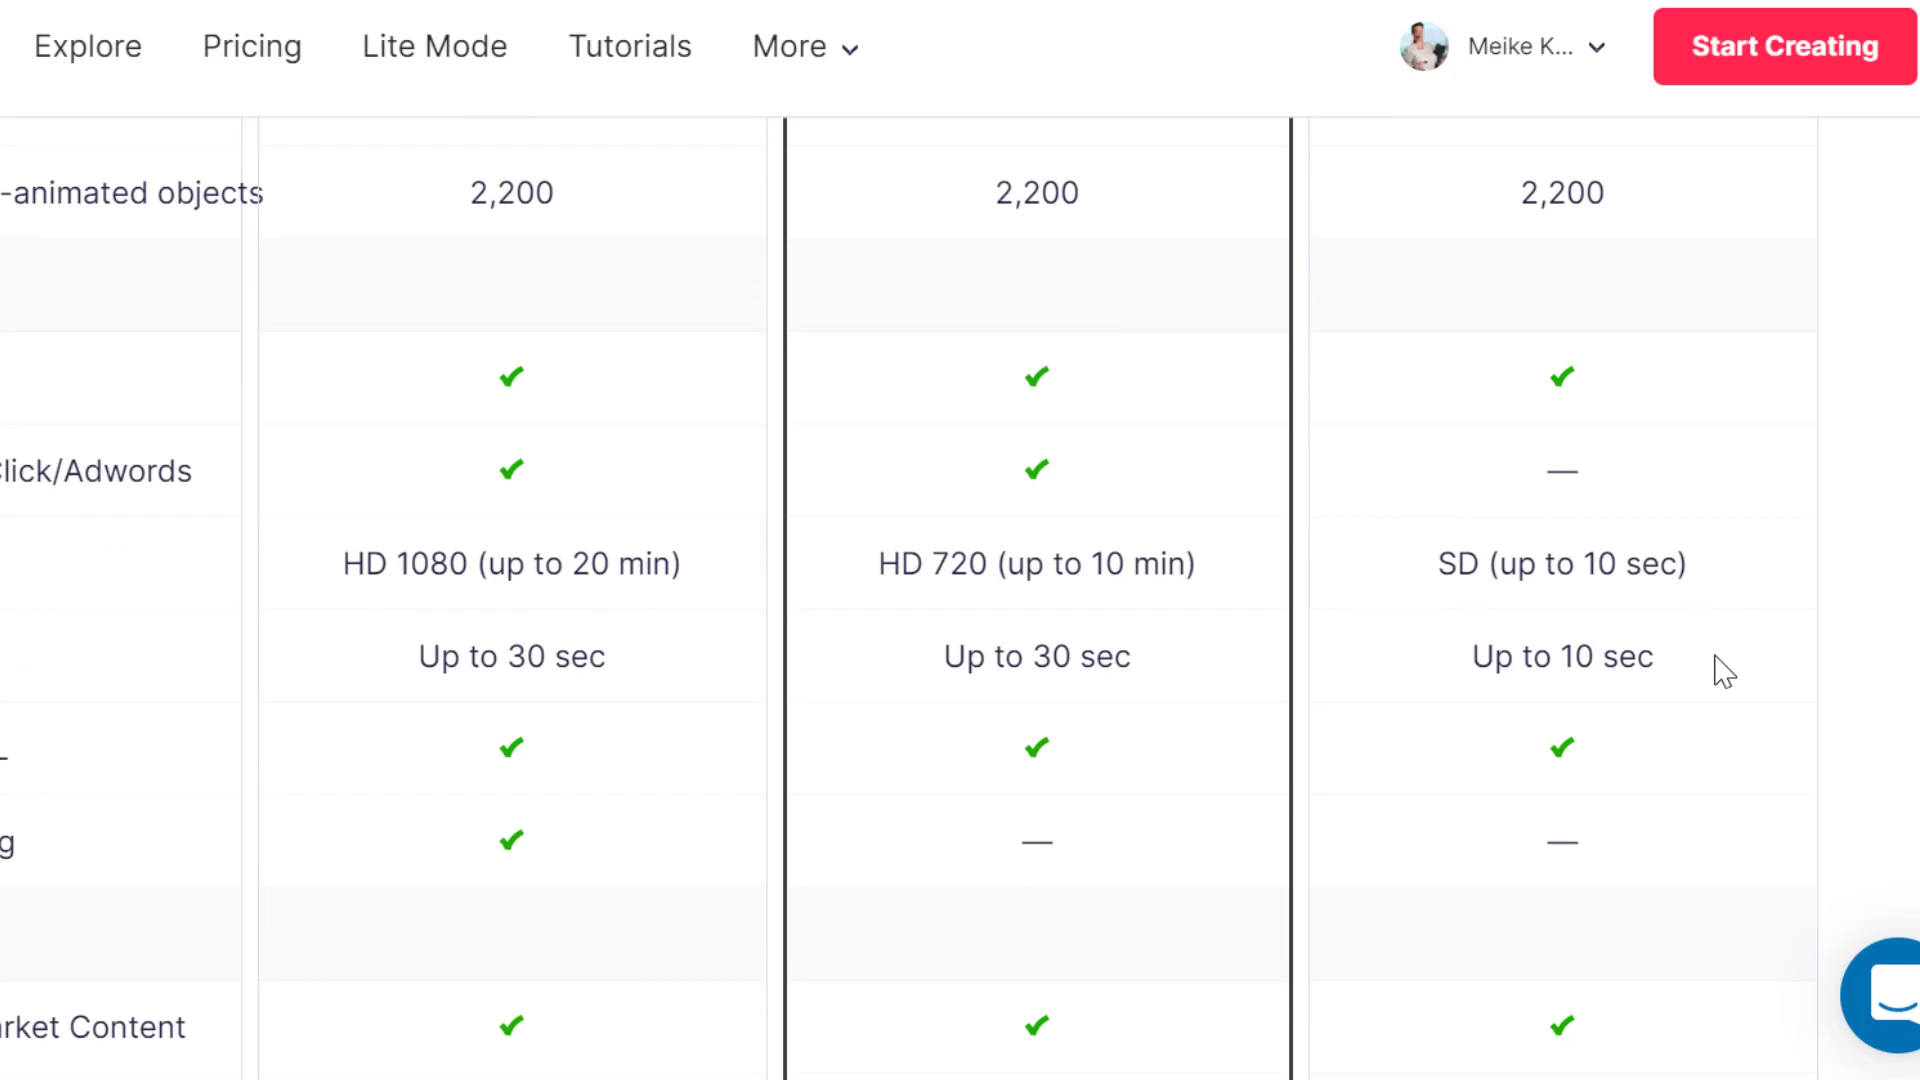 Explore Pricing Lite Mode Tutorials More Meike K... Start Creating
-animated objects 2,200 2,200 2,200
lick/Adwords —
HD 1080 (up to 20 min) HD 720 (up to 10 min) SD (up to 10 sec)
Up to 30 sec Up to 30 sec Up to 10 sec
g — —
rket Content